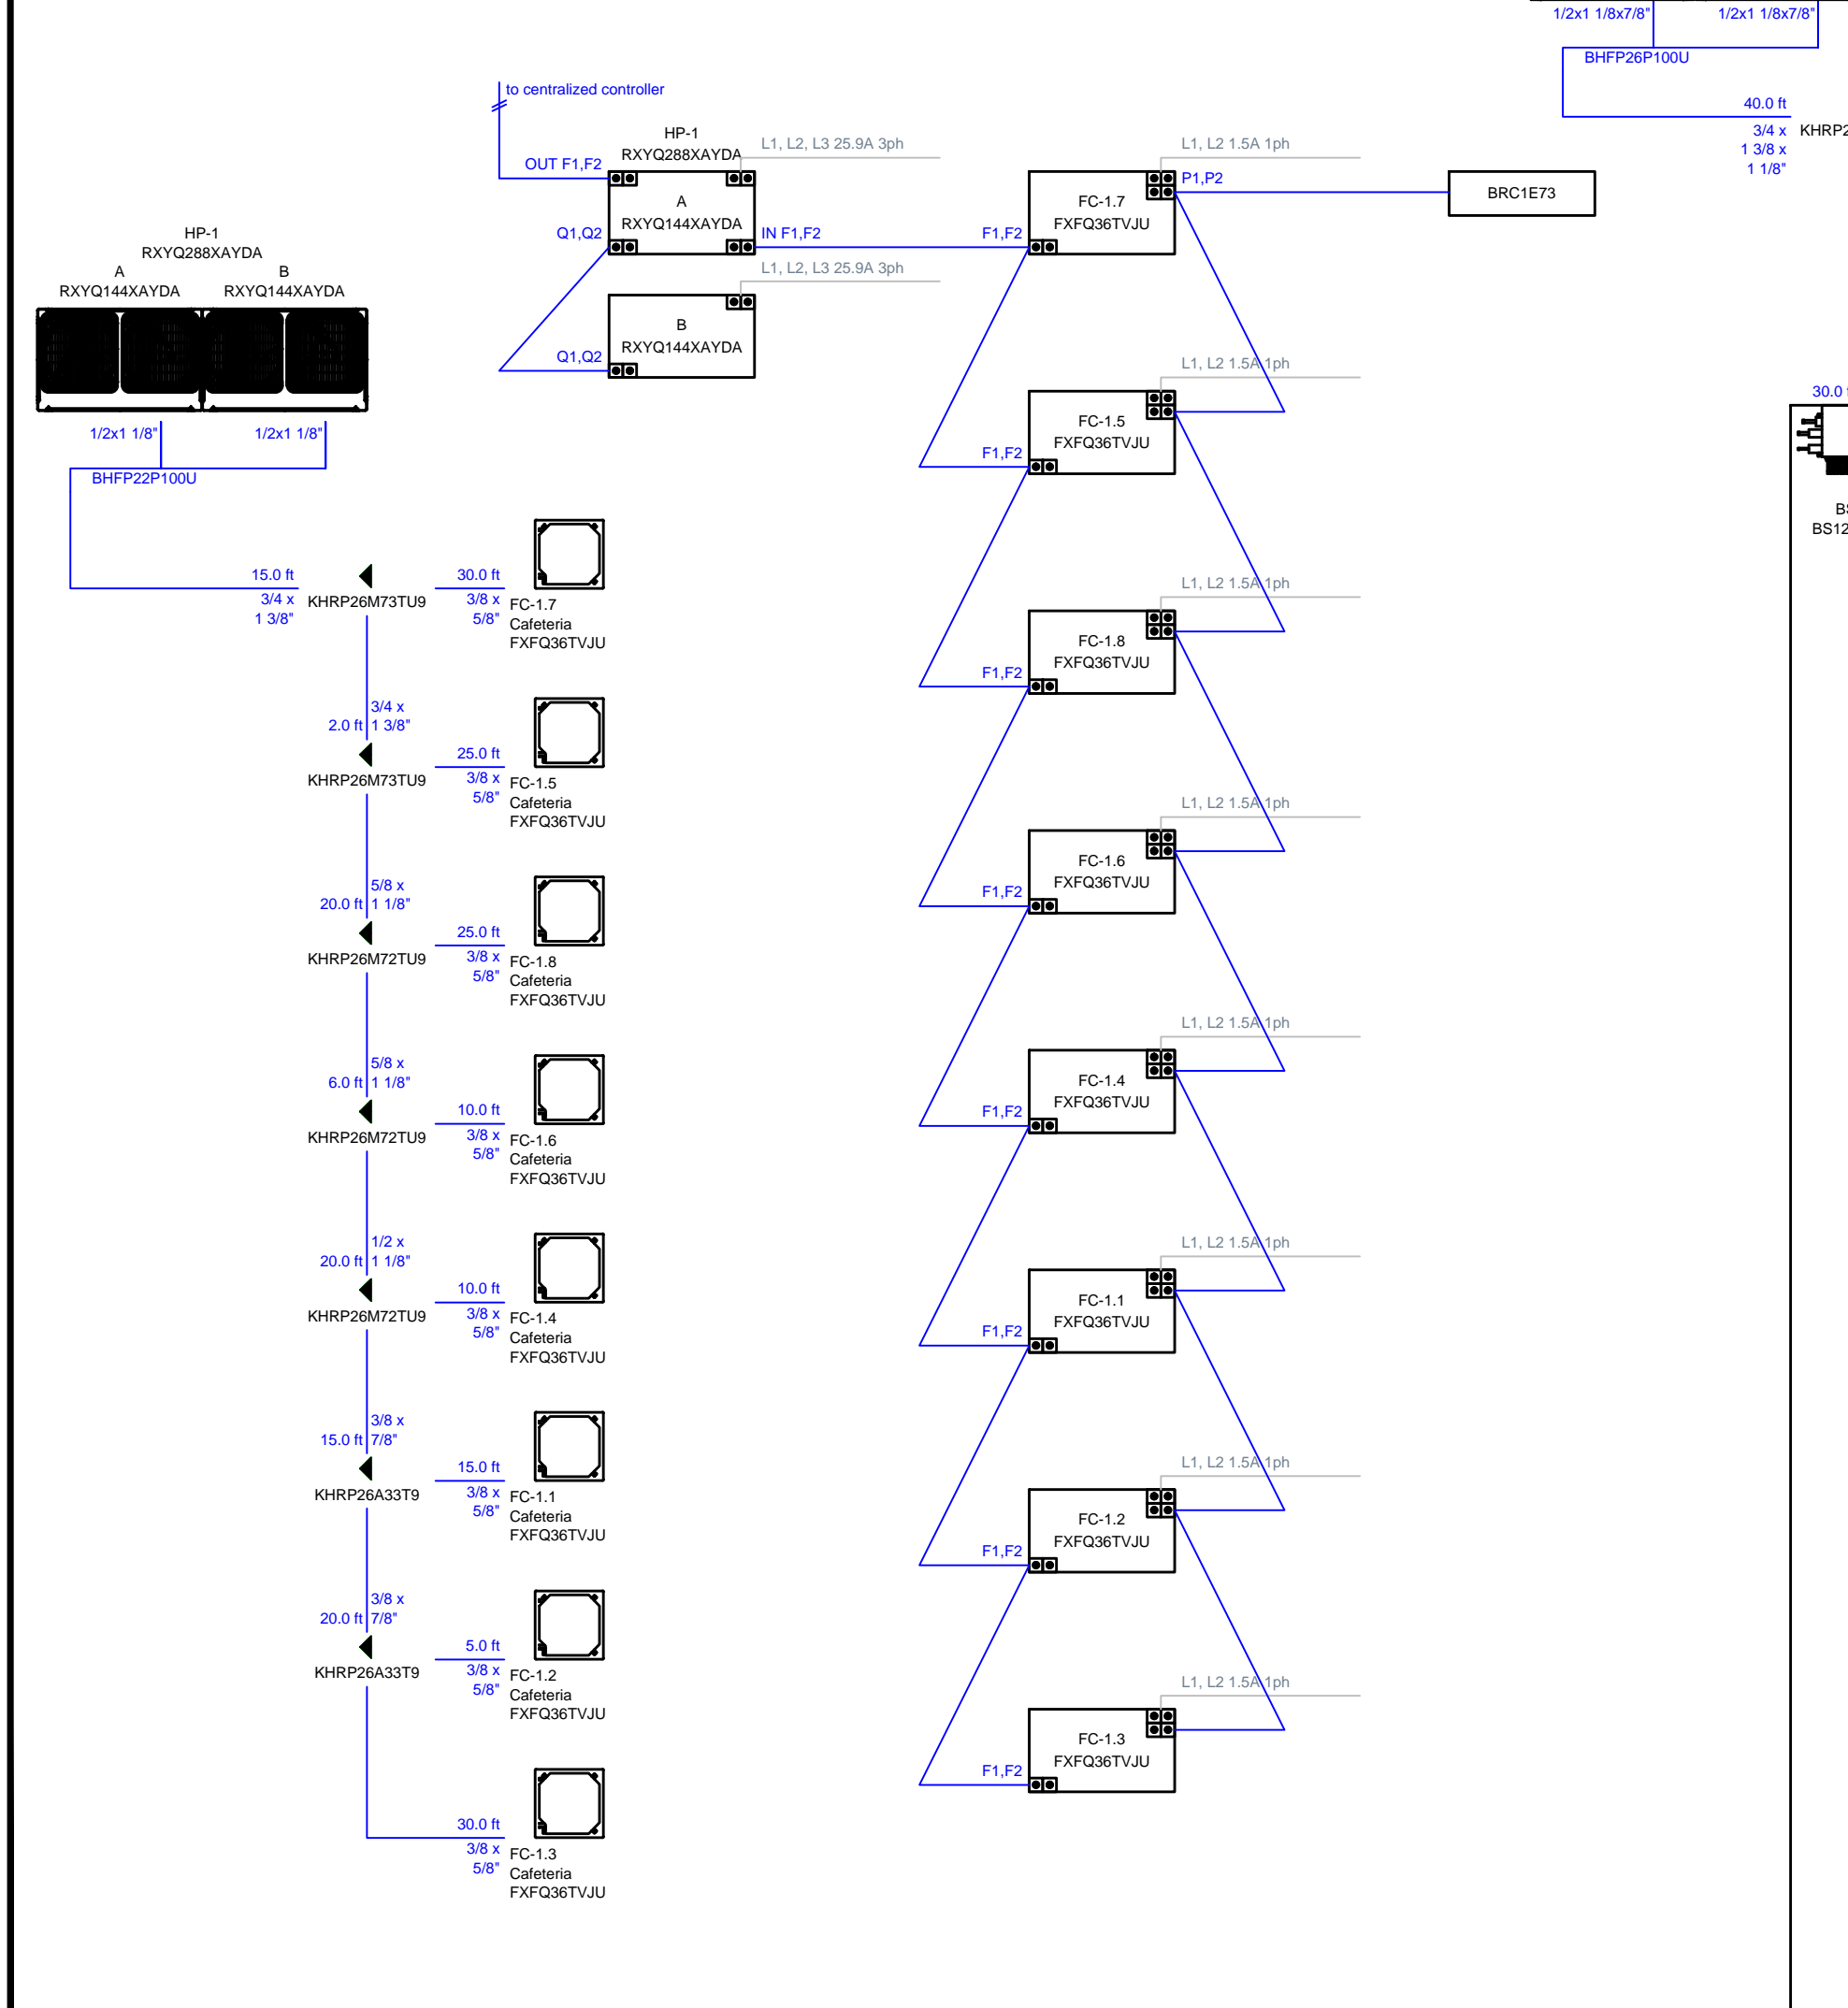 1/2x1 1/8x7/8"
1/2x1 1/8x7/8"
BHFP26P100U
40.0 ft
3/4 x
1 3/8 x
1 1/8"
30.0
to centralized controller
HP-1
RXYQ288XAYDA
L1, L2, L3 25.9A 3ph
OUT F1,F2
A
RXYQ144XAYDA
Q1,Q2
IN F1,F2
L1, L2, L3 25.9A 3ph
B
RXYQ144XAYDA
Q1,Q2
L1, L2 1.5A 1ph
P1,P2
FC-1.7
FXFQ36TVJU
F1,F2
BRC1E73
L1, L2 1.5A 1ph
FC-1.5
FXFQ36TVJU
F1,F2
L1, L2 1.5A 1ph
FC-1.8
FXFQ36TVJU
F1,F2
L1, L2 1.5A 1ph
FC-1.6
FXFQ36TVJU
F1,F2
L1, L2 1.5A 1ph
FC-1.4
FXFQ36TVJU
F1,F2
L1, L2 1.5A 1ph
FC-1.1
FXFQ36TVJU
F1,F2
L1, L2 1.5A 1ph
FC-1.2
FXFQ36TVJU
F1,F2
L1, L2 1.5A 1ph
FC-1.3
FXFQ36TVJU
F1,F2
HP-1
RXYQ288XAYDA
A
RXYQ144XAYDA
B
RXYQ144XAYDA
1/2x1 1/8"
1/2x1 1/8"
BHFP22P100U
15.0 ft
3/4 x
1 3/8"
KHRP26M73TU9
30.0 ft
3/8 x
5/8"
FC-1.7
Cafeteria
FXFQ36TVJU
3/4 x
2.0 ft 1 3/8"
KHRP26M73TU9
25.0 ft
3/8 x
5/8"
FC-1.5
Cafeteria
FXFQ36TVJU
5/8 x
20.0 ft 1 1/8"
KHRP26M72TU9
25.0 ft
3/8 x
5/8"
FC-1.8
Cafeteria
FXFQ36TVJU
5/8 x
6.0 ft 1 1/8"
KHRP26M72TU9
10.0 ft
3/8 x
5/8"
FC-1.6
Cafeteria
FXFQ36TVJU
1/2 x
20.0 ft 1 1/8"
KHRP26M72TU9
10.0 ft
3/8 x
5/8"
FC-1.4
Cafeteria
FXFQ36TVJU
3/8 x
15.0 ft 7/8"
KHRP26A33T9
15.0 ft
3/8 x
5/8"
FC-1.1
Cafeteria
FXFQ36TVJU
3/8 x
20.0 ft 7/8"
KHRP26A33T9
5.0 ft
3/8 x
5/8"
FC-1.2
Cafeteria
FXFQ36TVJU
30.0 ft
3/8 x
5/8"
FC-1.3
Cafeteria
FXFQ36TVJU